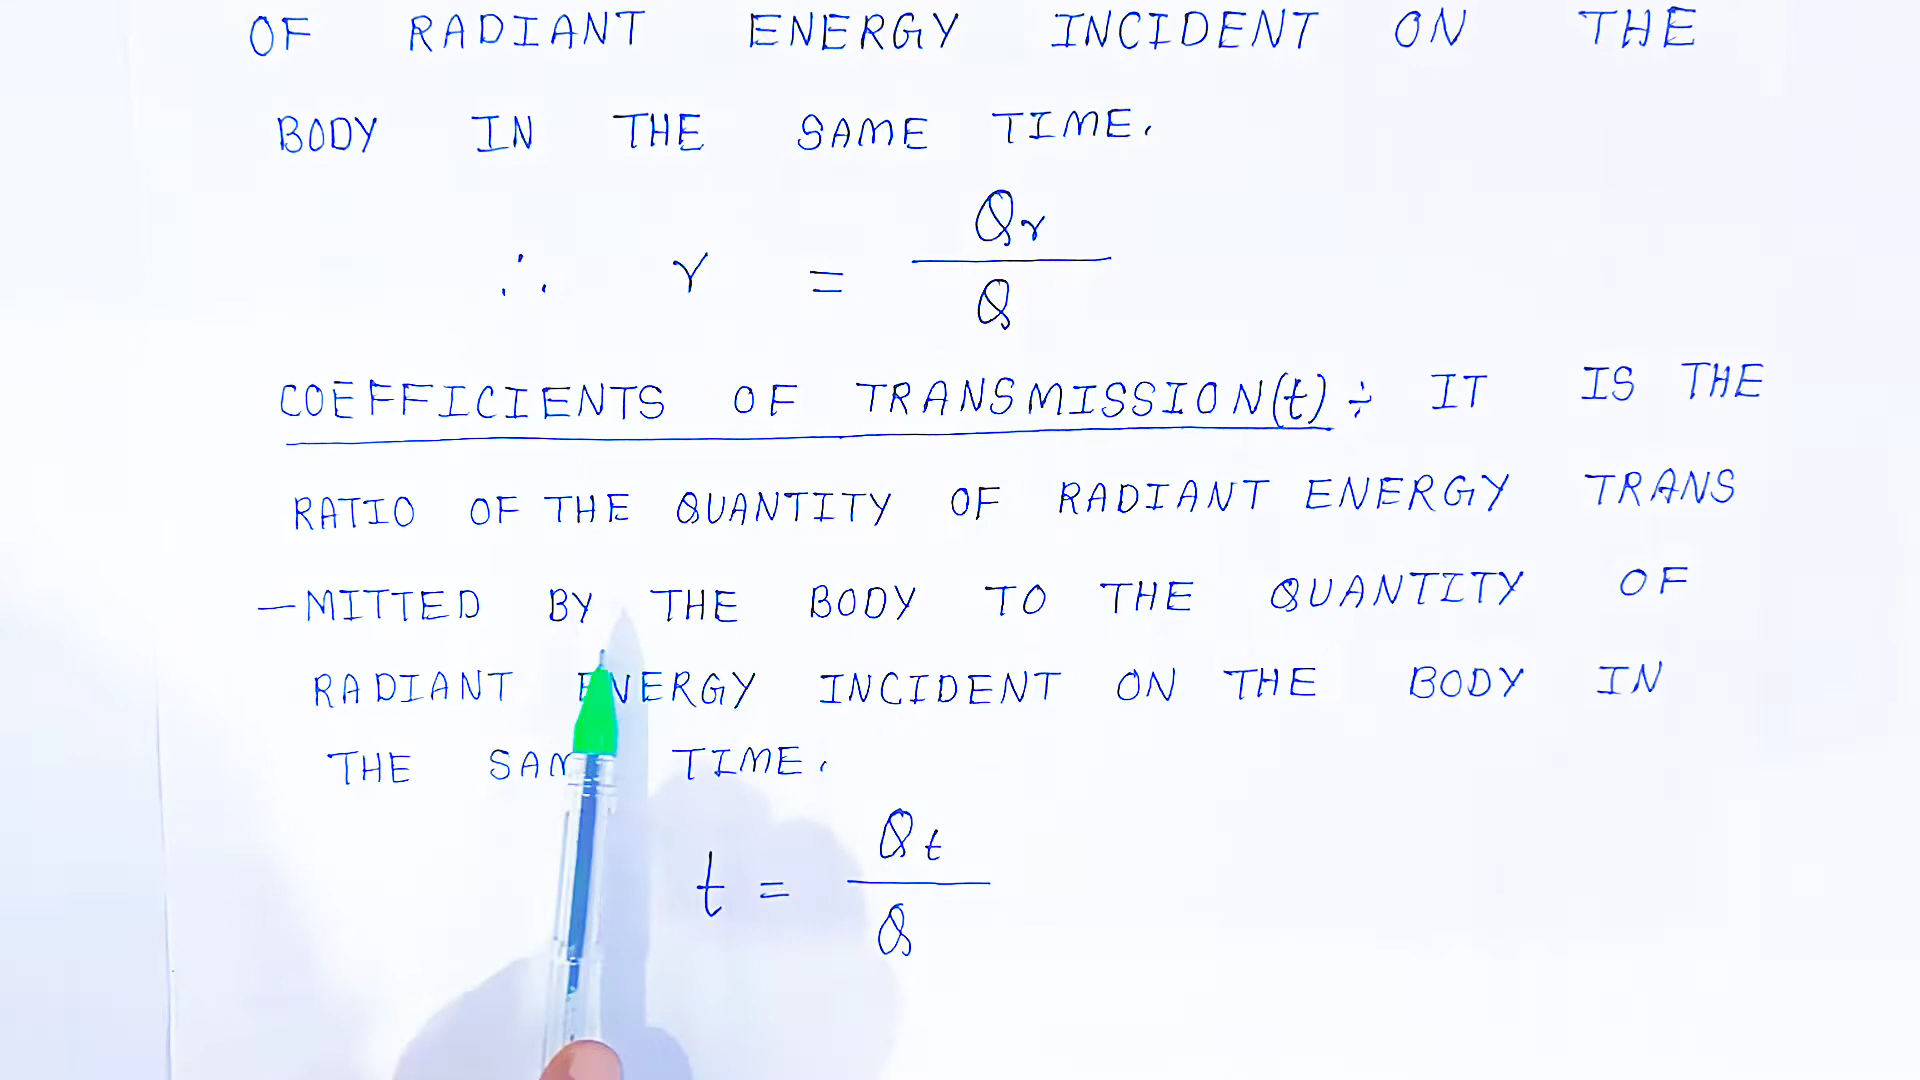 OF RADIANT ENERGY INCIDENT ON THE
BODY IN THE SAME TIME.
∴ r = Qr / Q
COEFFICIENTS OF TRANSMISSION(t) ÷ IT IS THE
RATIO OF THE QUANTITY OF RADIANT ENERGY TRANS
—MITTED BY THE BODY TO THE QUANTITY OF
RADIANT ENERGY INCIDENT ON THE BODY IN
THE SAME TIME.
t = Qt / Q